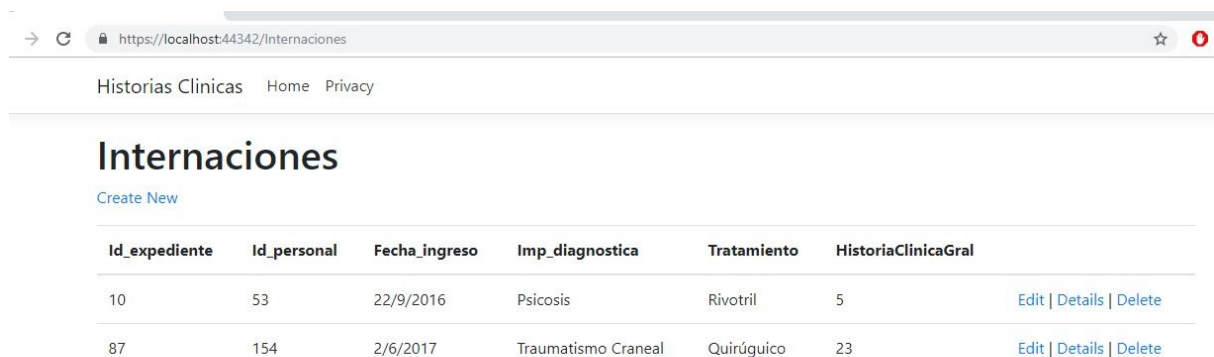 https://localhost:44342/Internaciones
Historias Clinicas Home Privacy
Internaciones
Create New
Id_expediente Id_personal Fecha_ingreso Imp_diagnostica Tratamiento HistoriaClinicaGral
10 53 22/9/2016 Psicosis Rivotril 5 Edit | Details | Delete
87 154 2/6/2017 Traumatismo Craneal Quirúguico 23 Edit | Details | Delete